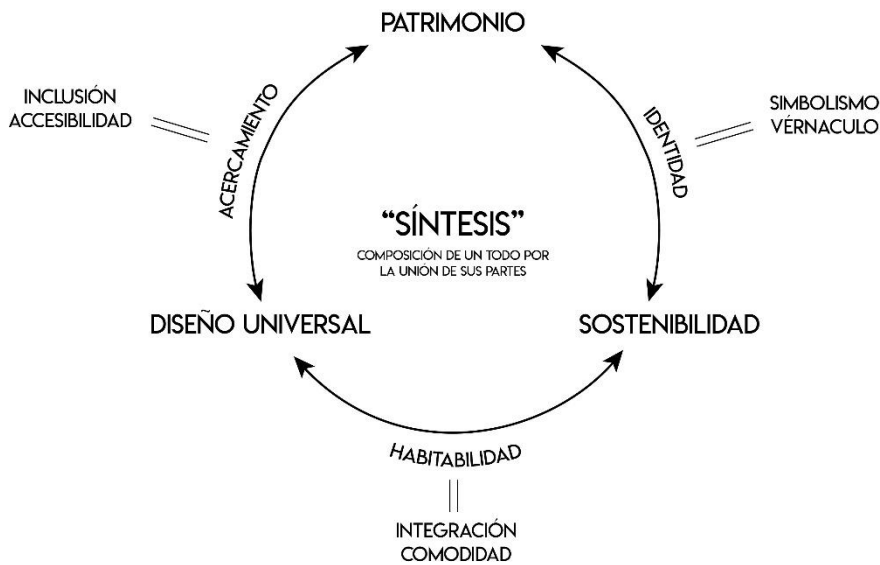 PATRIMONIO
INCLUSIÓN
ACCESIBILIDAD
ACERCAMIENTO
IDENTIDAD
SIMBOLISMO
VÉRNACULO
“SÍNTESIS”
COMPOSICIÓN DE UN TODO POR
LA UNIÓN DE SUS PARTES
DISEÑO UNIVERSAL
SOSTENIBILIDAD
HABITABILIDAD
INTEGRACIÓN
COMODIDAD